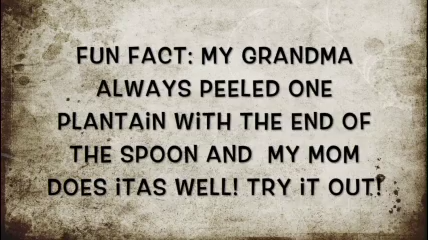 FUN FACT: MY GRANDMA
ALWAYS PEELED ONE
PLANTAiN WiTH THE END OF
THE SPOON AND  MY MOM
DOES iTAS WELL! TRY iT OUT!